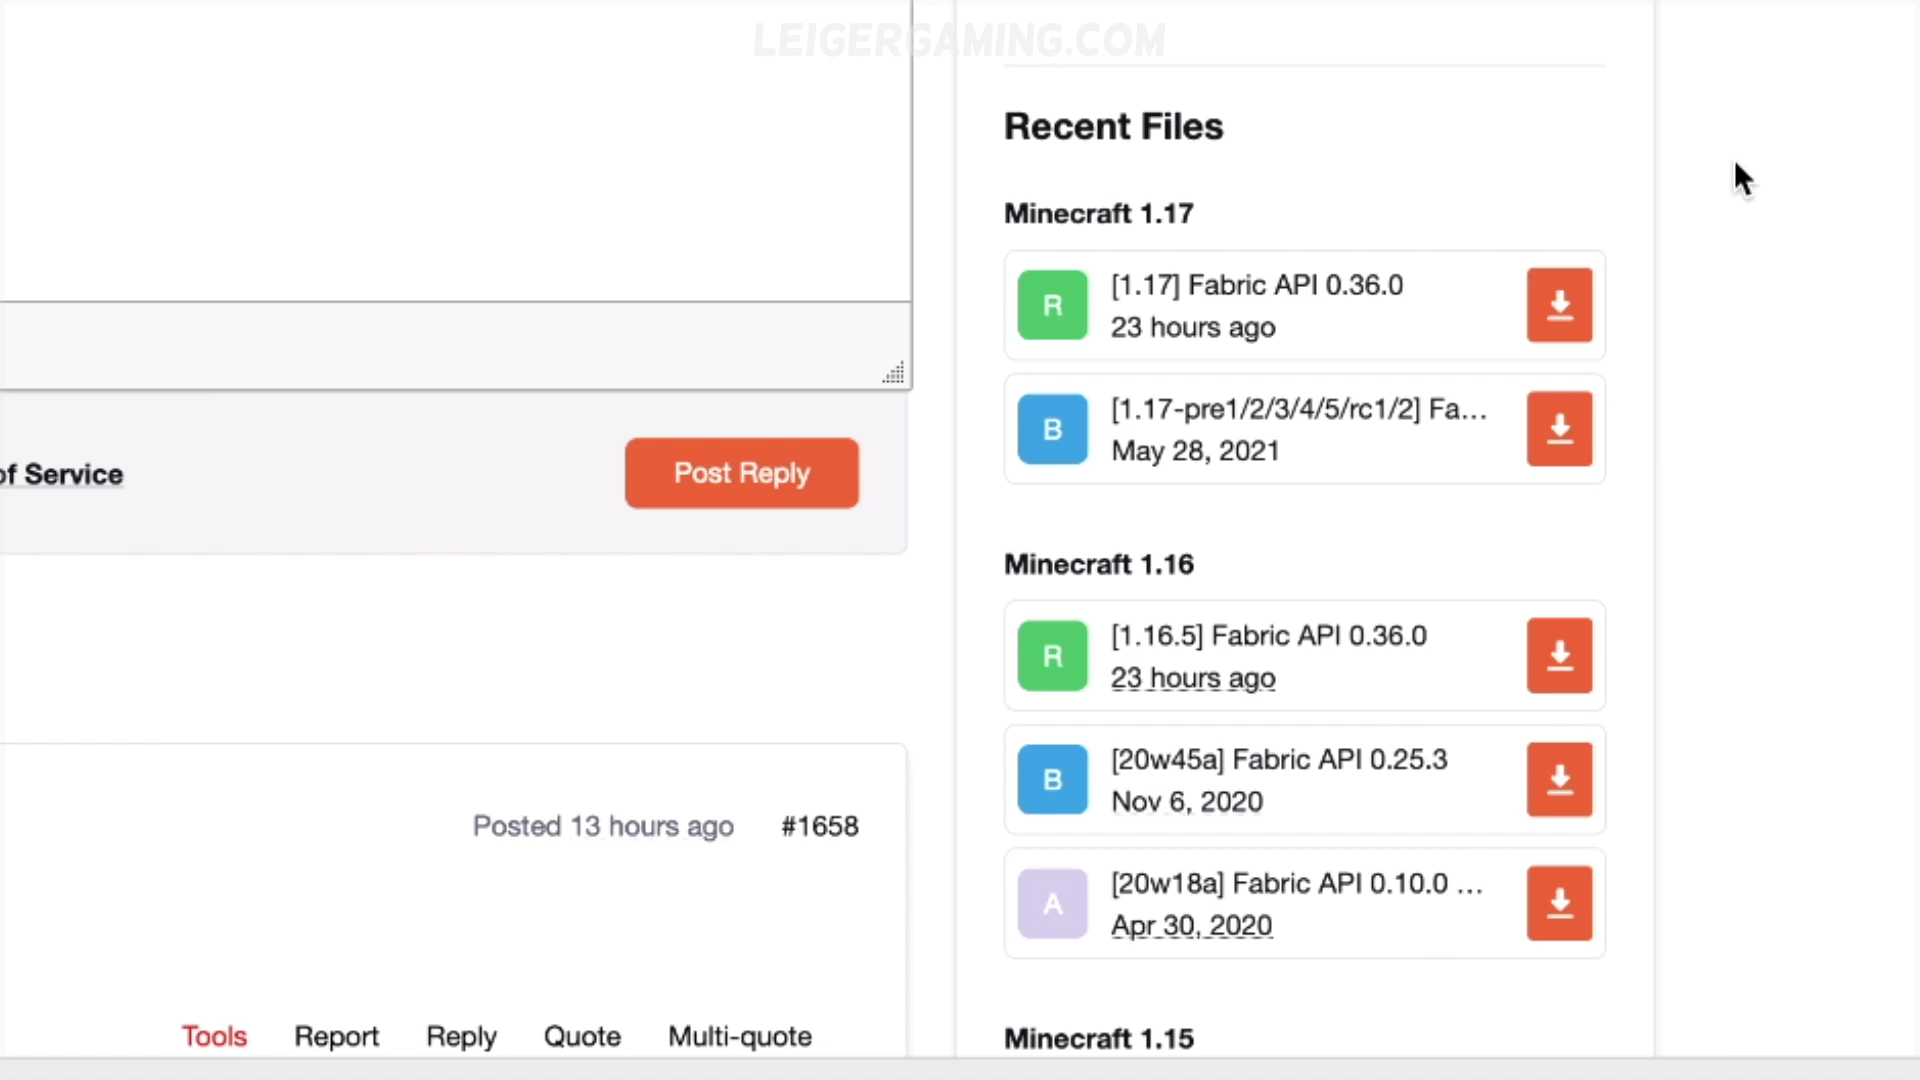 LEIGERGAMING.COM
of Service
Post Reply
Posted 13 hours ago #1658
Tools Report Reply Quote Multi-quote
Recent Files
Minecraft 1.17
R
[1.17] Fabric API 0.36.0
23 hours ago
B
[1.17-pre1/2/3/4/5/rc1/2] Fa...
May 28, 2021
Minecraft 1.16
R
[1.16.5] Fabric API 0.36.0
23 hours ago
B
[20w45a] Fabric API 0.25.3
Nov 6, 2020
A
[20w18a] Fabric API 0.10.0 ...
Apr 30, 2020
Minecraft 1.15